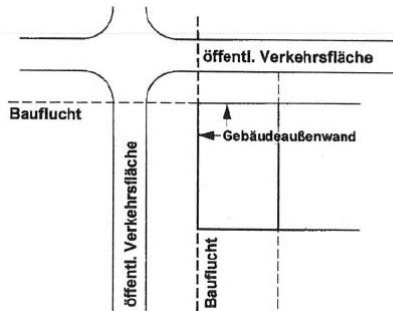 öffentl. Verkehrsfläche
Bauflucht
Gebäudeaußenwand
öffentl. Verkehrsfläche
Bauflucht